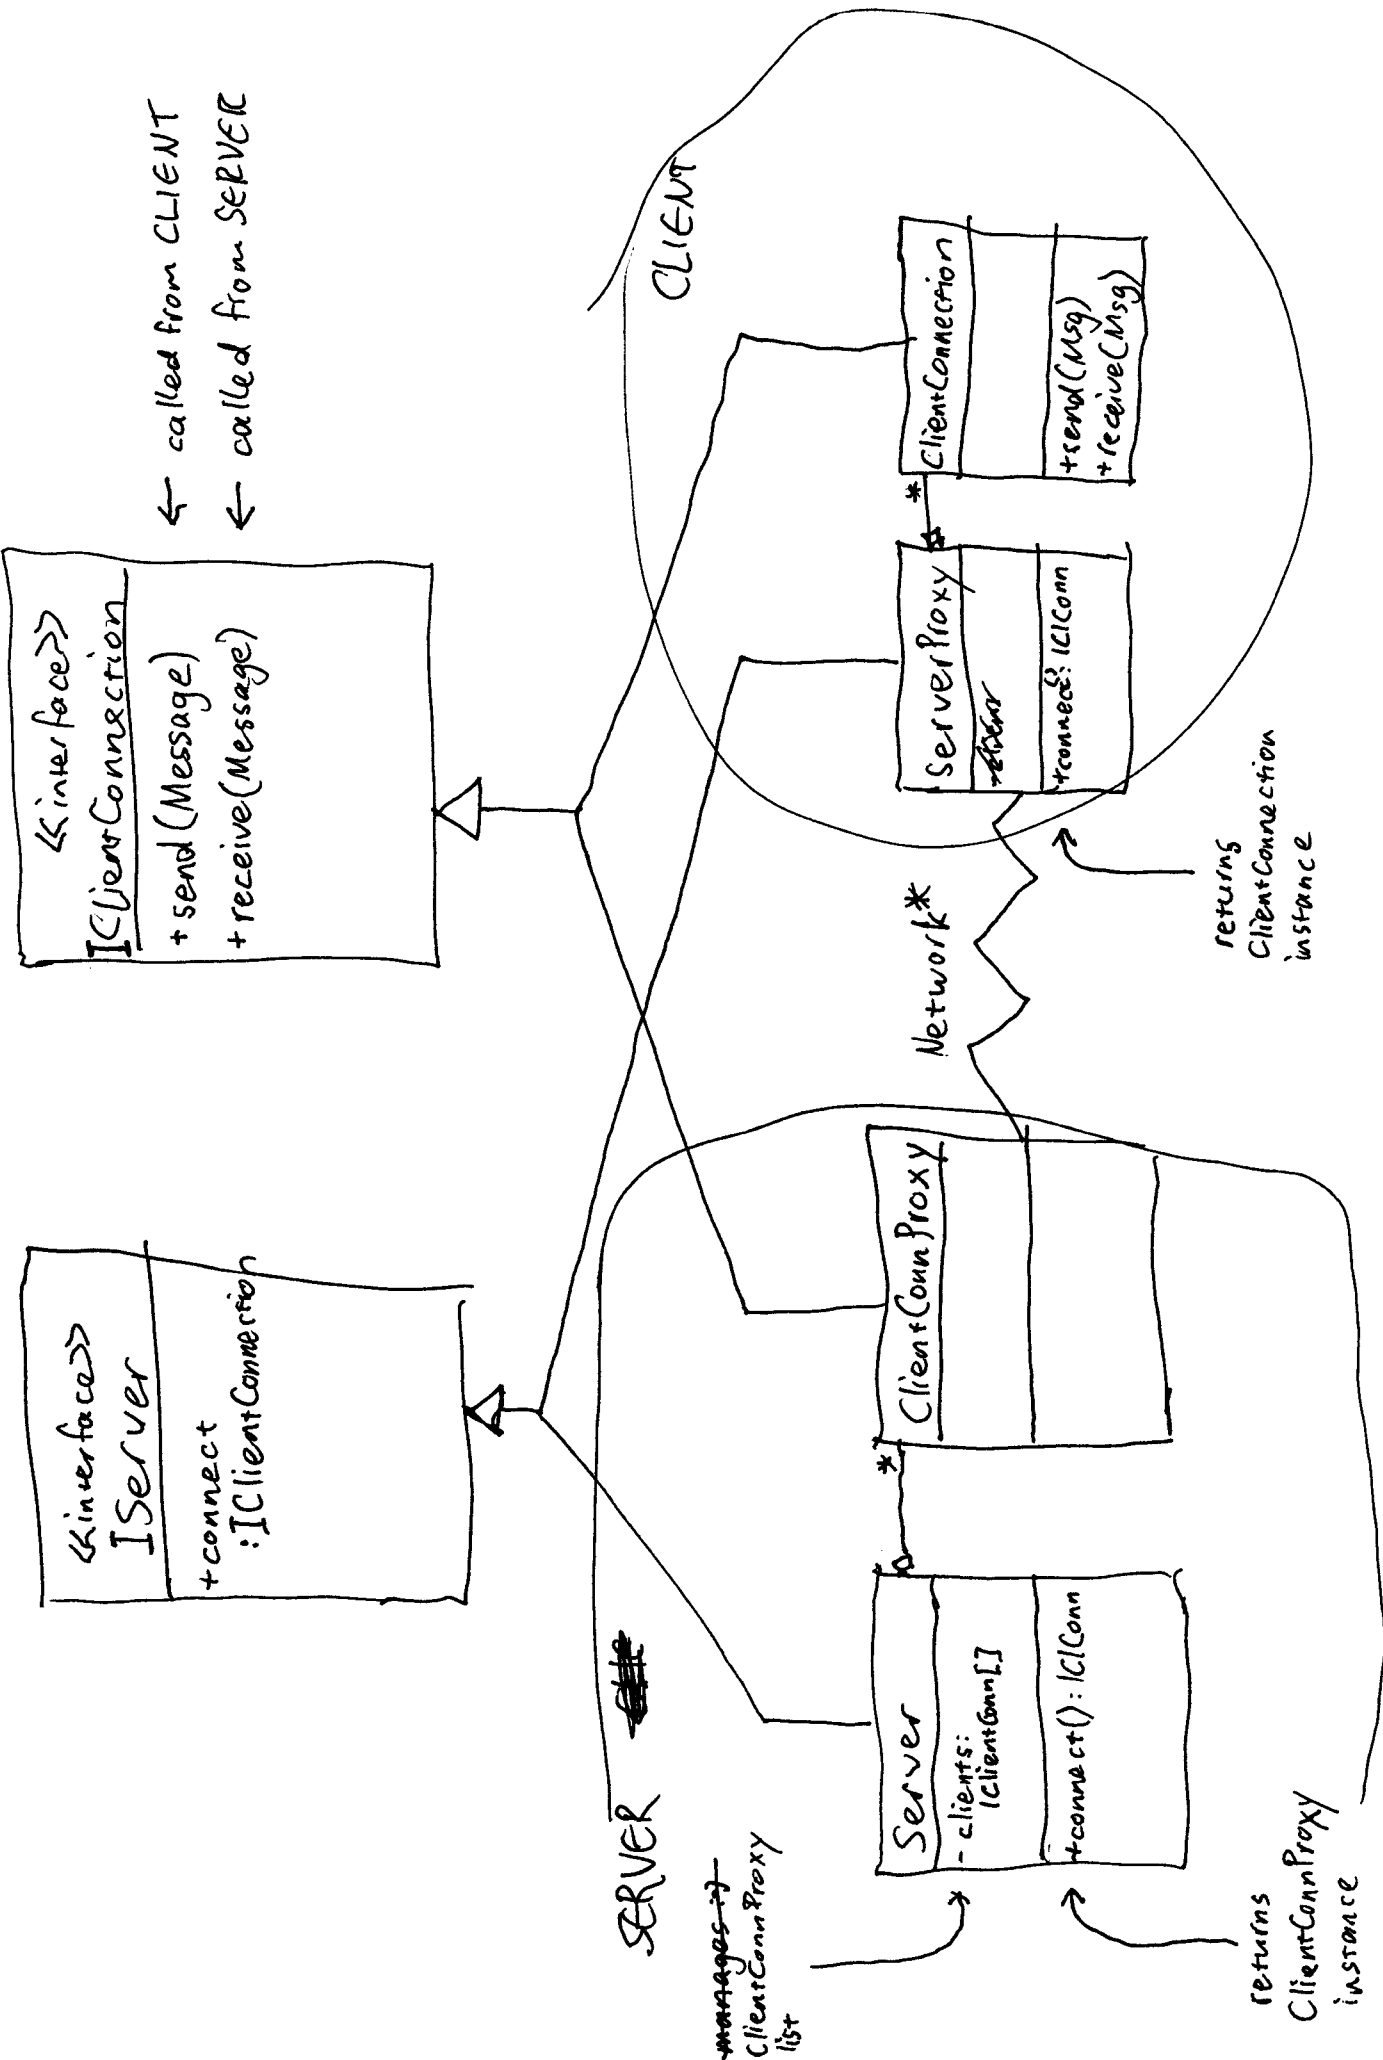 <<interface>>
IServer
+connect
:IClientConnection
<<interface>>
IClientConnection
+send(Message)
+receive(Message)
← called from CLIENT
← called from SERVER
SERVER
manages :)
ClientConnProxy
list
Server
- clients:
IClientConn[]
+connect(): IClConn
returns
ClientConnProxy
instance
*
ClientConnProxy
Network*
CLIENT
ServerProxy
+connect(): IClConn
returns
ClientConnection
instance
*
ClientConnection
+send(Msg)
+receive(Msg)